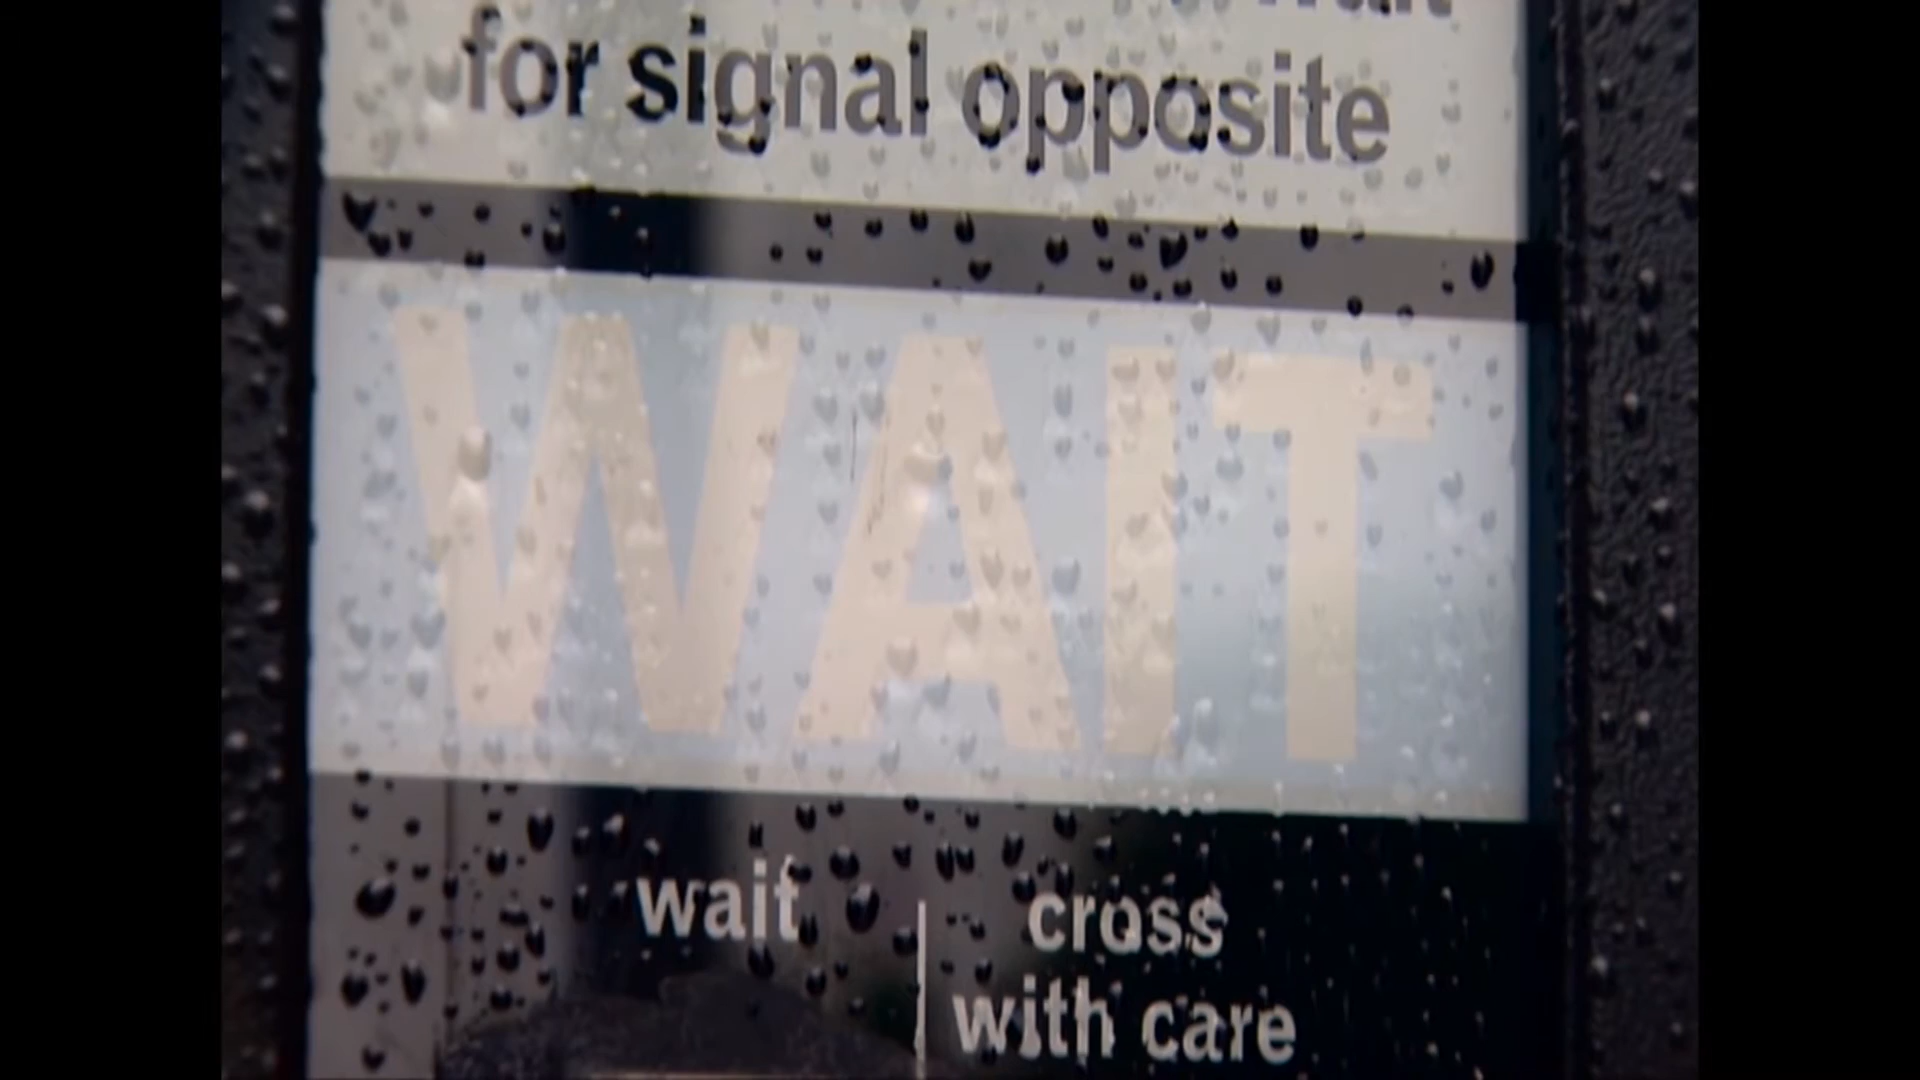 for signal opposite
WAIT
wait
cross
with care